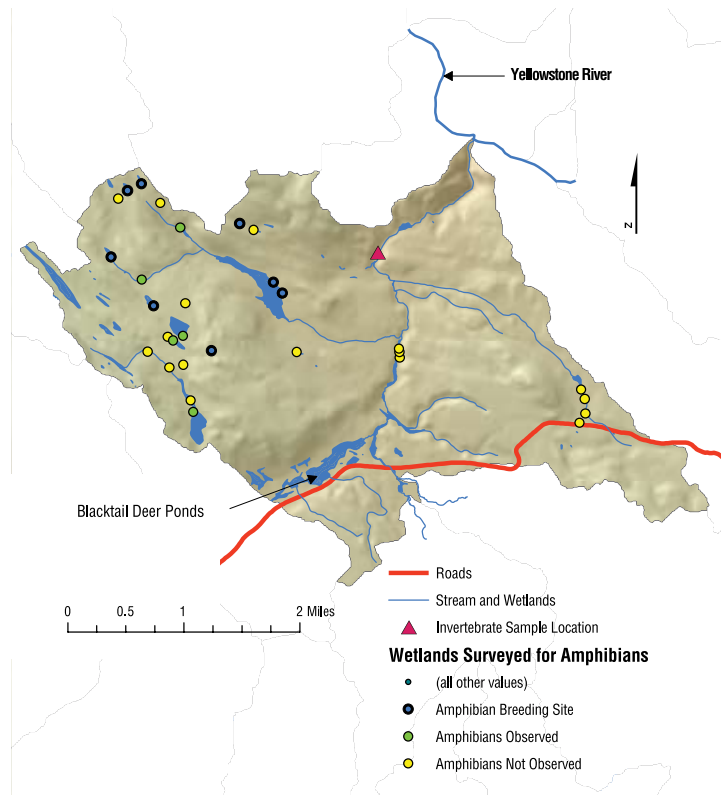 Yellowstone River
N
Blacktail Deer Ponds
0 0.5 1 2 Miles
Roads
Stream and Wetlands
Invertebrate Sample Location
Wetlands Surveyed for Amphibians
(all other values)
Amphibian Breeding Site
Amphibians Observed
Amphibians Not Observed